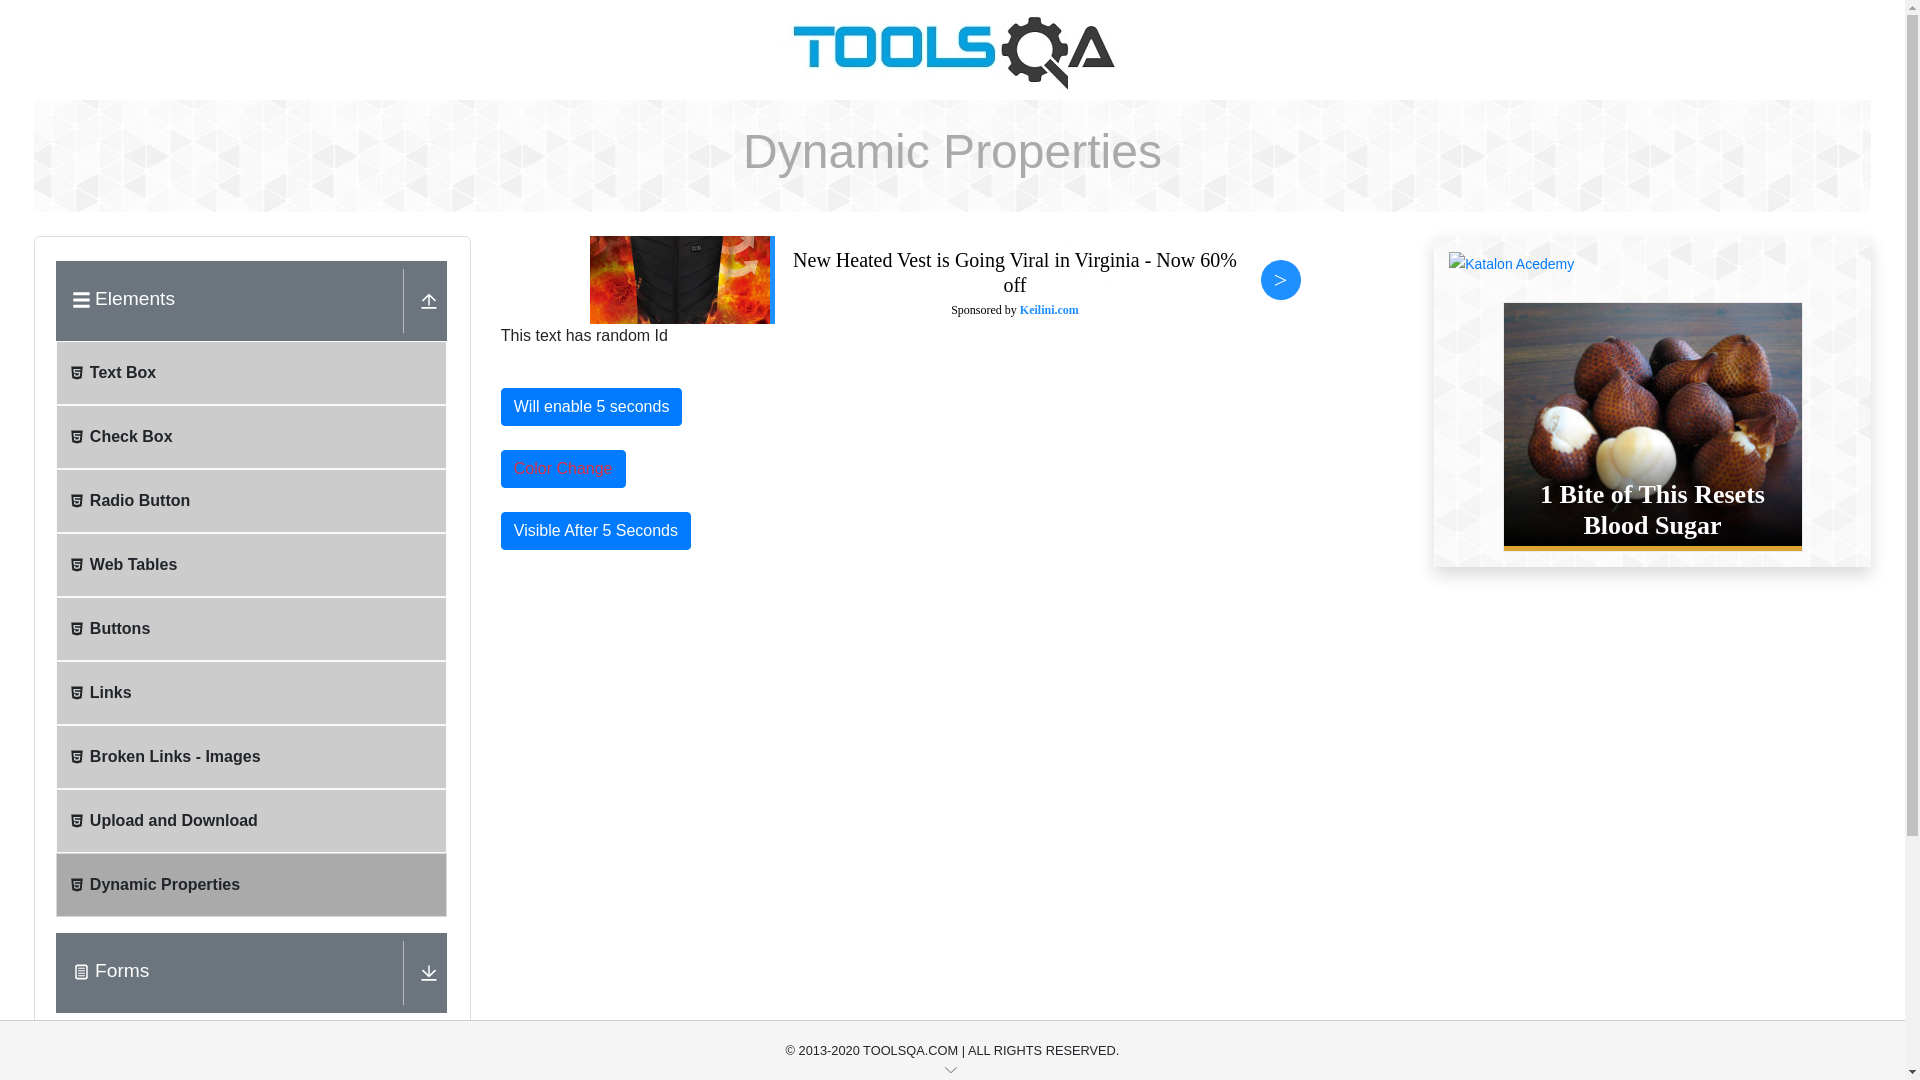 TOOLSQA
Dynamic Properties
Elements
Text Box
Check Box
Radio Button
Web Tables
Buttons
Links
Broken Links - Images
Upload and Download
Dynamic Properties
Forms
New Heated Vest is Going Viral in Virginia - Now 60%
off
Sponsored by Keilini.com
>
This text has random Id
Will enable 5 seconds
Color Change
Visible After 5 Seconds
Katalon Acedemy
1 Bite of This Resets
Blood Sugar
© 2013-2020 TOOLSQA.COM | ALL RIGHTS RESERVED.